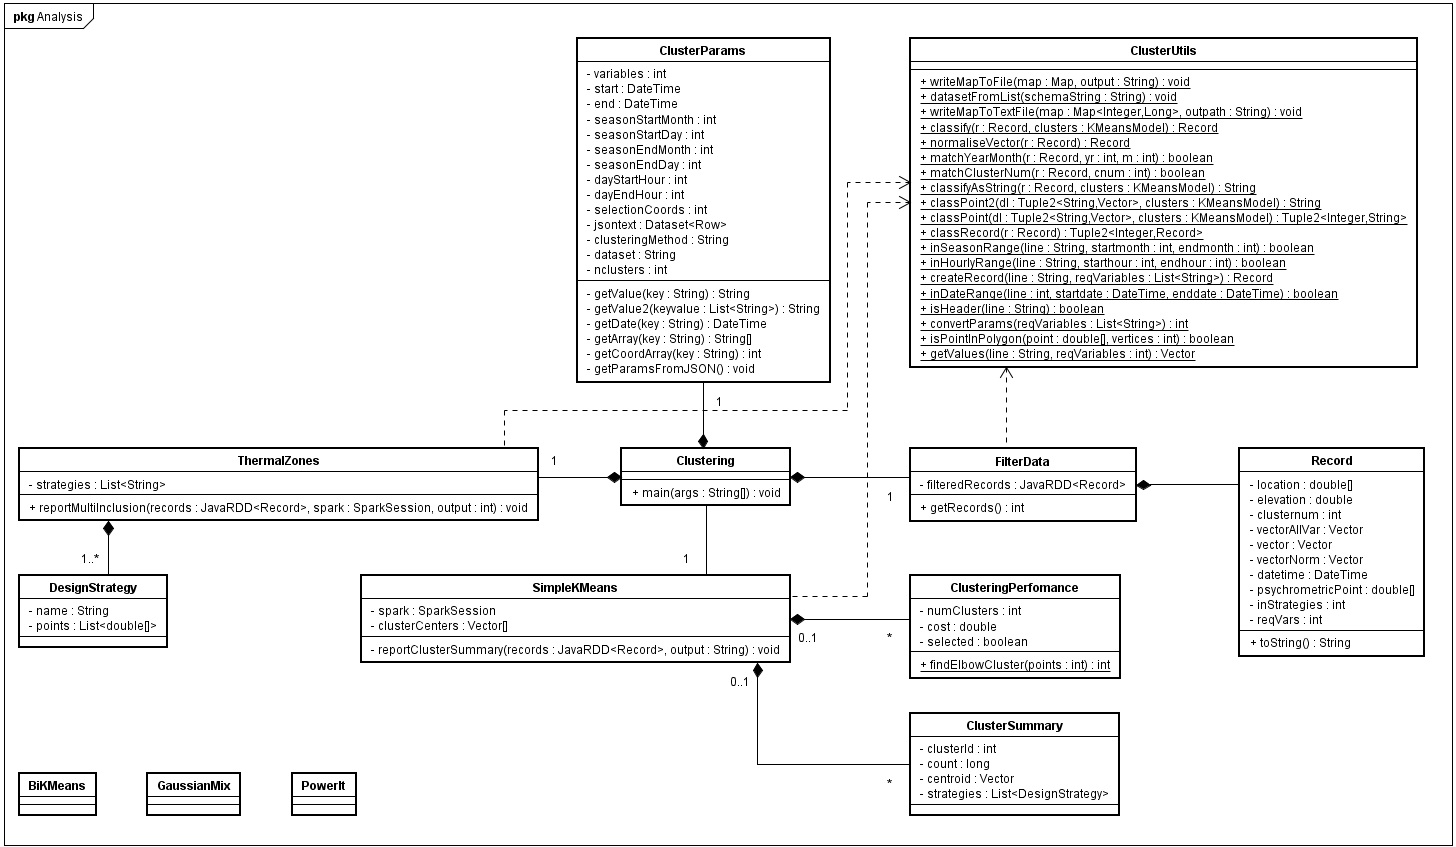 pkg Analysis
ClusterParams
- variables : int
- start : DateTime
- end : DateTime
- seasonStartMonth : int
- seasonStartDay : int
- seasonEndMonth : int
- seasonEndDay : int
- dayStartHour : int
- dayEndHour : int
- selectionCoords : int
- jsontext : Dataset<Row>
- clusteringMethod : String
- dataset : String
- nclusters : int
- getValue(key : String) : String
- getValue2(keyvalue : List<String>) : String
- getDate(key : String) : DateTime
- getArray(key : String) : String[]
- getCoordArray(key : String) : int
- getParamsFromJSON() : void
ClusterUtils
+ writeMapToFile(map : Map, output : String) : void
+ datasetFromList(schemaString : String) : void
+ writeMapToTextFile(map : Map<Integer,Long>, outpath : String) : void
+ classify(r : Record, clusters : KMeansModel) : Record
+ normaliseVector(r : Record) : Record
+ matchYearMonth(r : Record, yr : int, m : int) : boolean
+ matchClusterNum(r : Record, cnum : int) : boolean
+ classifyAsString(r : Record, clusters : KMeansModel) : String
+ classPoint2(dl : Tuple2<String,Vector>, clusters : KMeansModel) : String
+ classPoint(dl : Tuple2<String,Vector>, clusters : KMeansModel) : Tuple2<Integer,String>
+ classRecord(r : Record) : Tuple2<Integer,Record>
+ inSeasonRange(line : String, startmonth : int, endmonth : int) : boolean
+ inHourlyRange(line : String, starthour : int, endhour : int) : boolean
+ createRecord(line : String, reqVariables : List<String>) : Record
+ inDateRange(line : int, startdate : DateTime, enddate : DateTime) : boolean
+ isHeader(line : String) : boolean
+ convertParams(reqVariables : List<String>) : int
+ isPointInPolygon(point : double[], vertices : int) : boolean
+ getValues(line : String, reqVariables : int) : Vector
1
ThermalZones
- strategies : List<String>
+ reportMultiInclusion(records : JavaRDD<Record>, spark : SparkSession, output : int) : void
1
Clustering
+ main(args : String[]) : void
1
FilterData
- filteredRecords : JavaRDD<Record>
+ getRecords() : int
Record
- location : double[]
- elevation : double
- clusternum : int
- vectorAllVar : Vector
- vector : Vector
- vectorNorm : Vector
- datetime : DateTime
- psychrometricPoint : double[]
- inStrategies : int
- reqVars : int
+ toString() : String
1..*
1
DesignStrategy
- name : String
- points : List<double[]>
SimpleKMeans
- spark : SparkSession
- clusterCenters : Vector[]
- reportClusterSummary(records : JavaRDD<Record>, output : String) : void
0..1
*
ClusteringPerfomance
- numClusters : int
- cost : double
- selected : boolean
+ findElbowCluster(points : int) : int
0..1
*
ClusterSummary
- clusterId : int
- count : long
- centroid : Vector
- strategies : List<DesignStrategy>
BiKMeans
GaussianMix
PowerIt